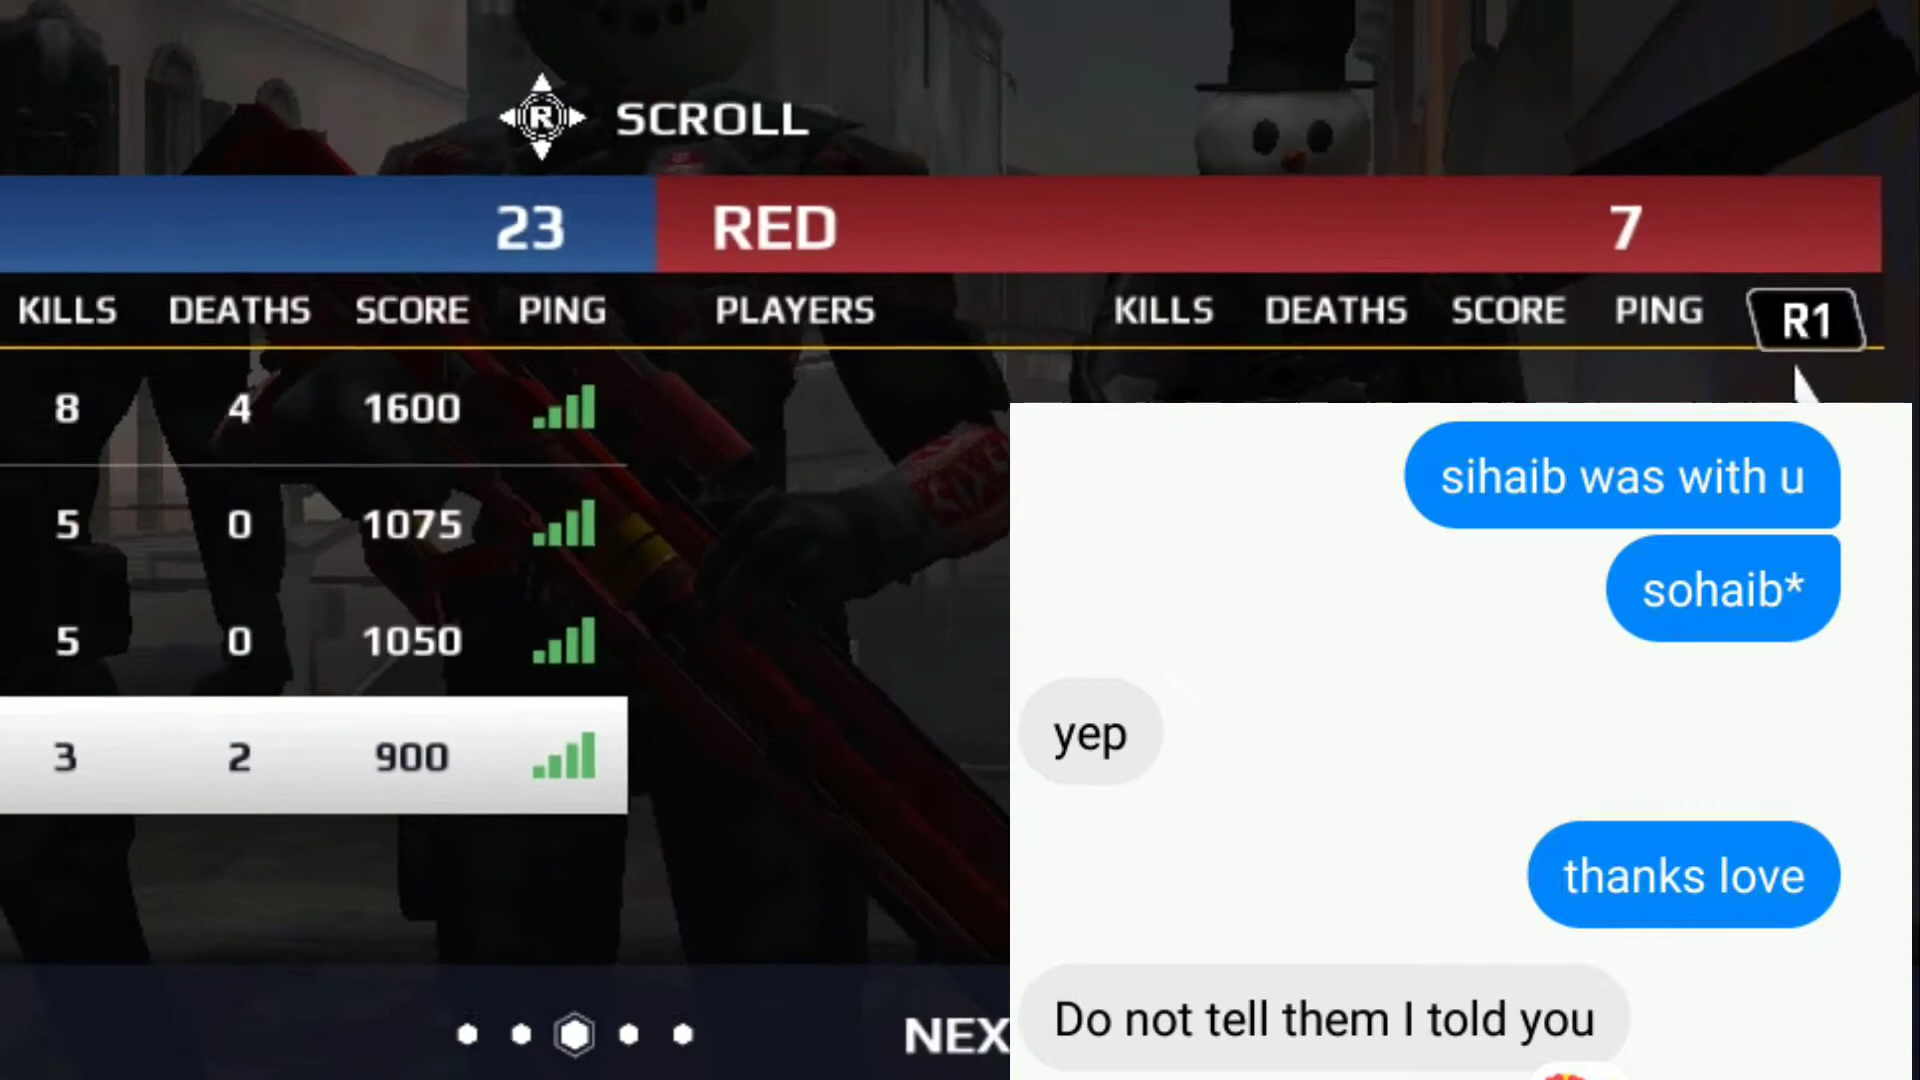 R SCROLL
23 RED 7
KILLS DEATHS SCORE PING PLAYERS KILLS DEATHS SCORE PING R1
8 4 1600
5 0 1075
5 0 1050
3 2 900
NEX
sihaib was with u
sohaib*
yep
thanks love
Do not tell them I told you